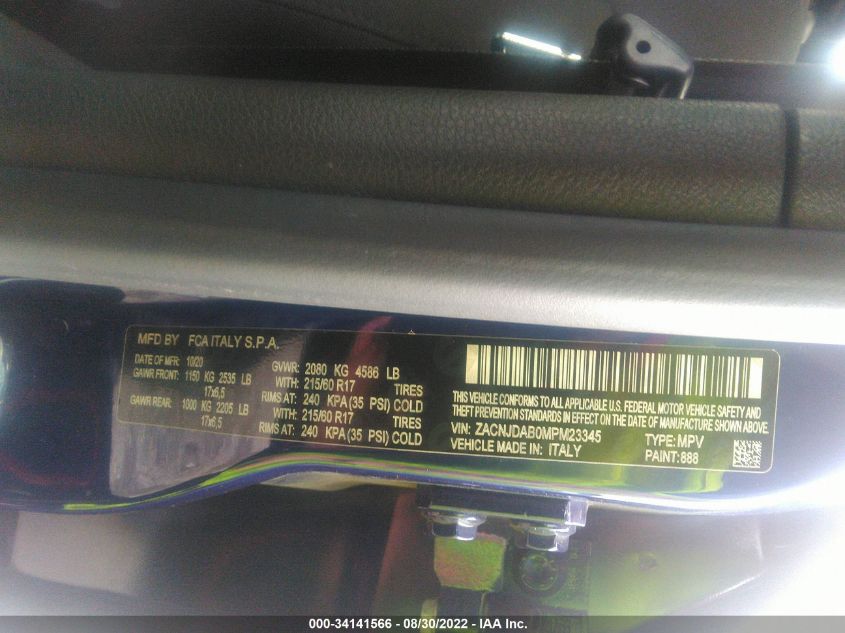 MFD BY FCA ITALY S.P.A.
DATE OF MFR: 10/20 GVWR: 2080 KG 4586 LB
GAWR FRONT: 1150 KG 2535 LB WITH: 215/60 R17 TIRES
17x6,5 RIMS AT: 240 KPA(35 PSI) COLD
GAWR REAR: 1000 KG 2205 LB WITH: 215/60 R17 TIRES
17x6,5 RIMS AT: 240 KPA(35 PSI) COLD
THIS VEHICLE CONFORMS TO ALL APPLICABLE U.S. FEDERAL MOTOR VEHICLE SAFETY AND
THEFT PREVENTION STANDARDS IN EFFECT ON THE DATE OF MANUFACTURE SHOWN ABOVE.
VIN: ZACNJDAB0MPM23345 TYPE: MPV
VEHICLE MADE IN: ITALY PAINT: 888
000-34141566 - 08/30/2022 - IAA Inc.